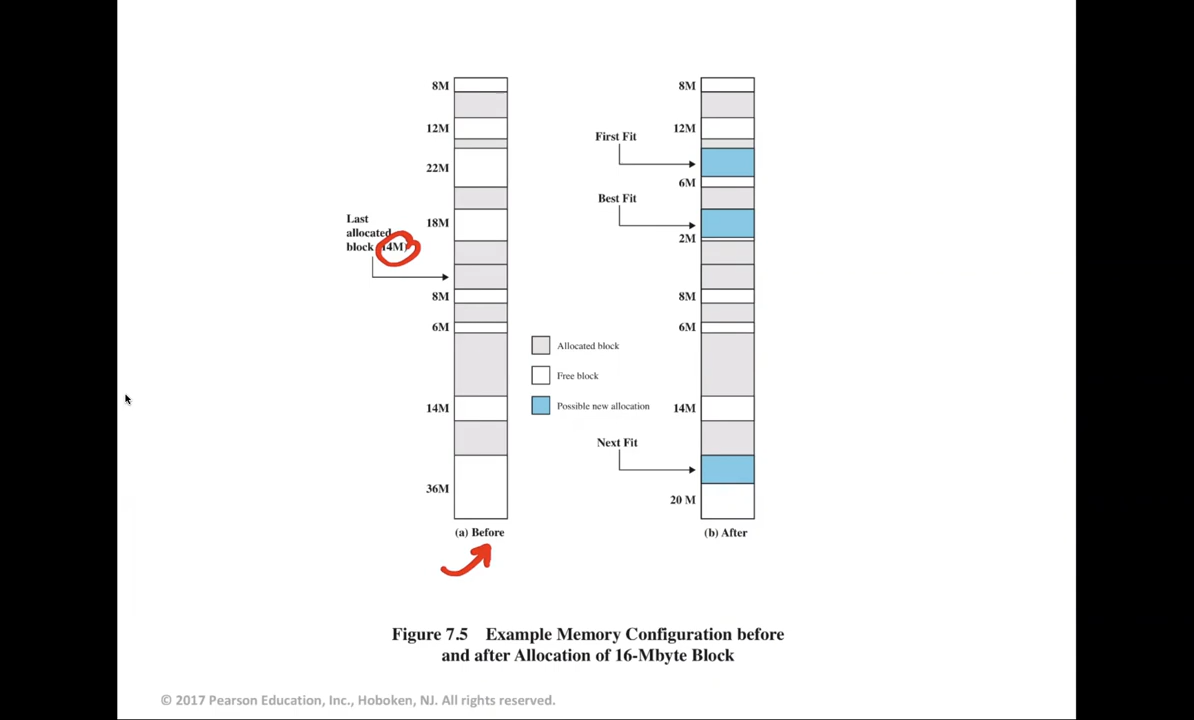 8M
12M
22M
Last
allocated
block (14M)
18M
8M
6M
14M
36M
(a) Before
Allocated block
Free block
Possible new allocation
8M
First Fit
12M
6M
Best Fit
2M
8M
6M
14M
Next Fit
20 M
(b) After
Figure 7.5 Example Memory Configuration before
and after Allocation of 16-Mbyte Block
© 2017 Pearson Education, Inc., Hoboken, NJ. All rights reserved.